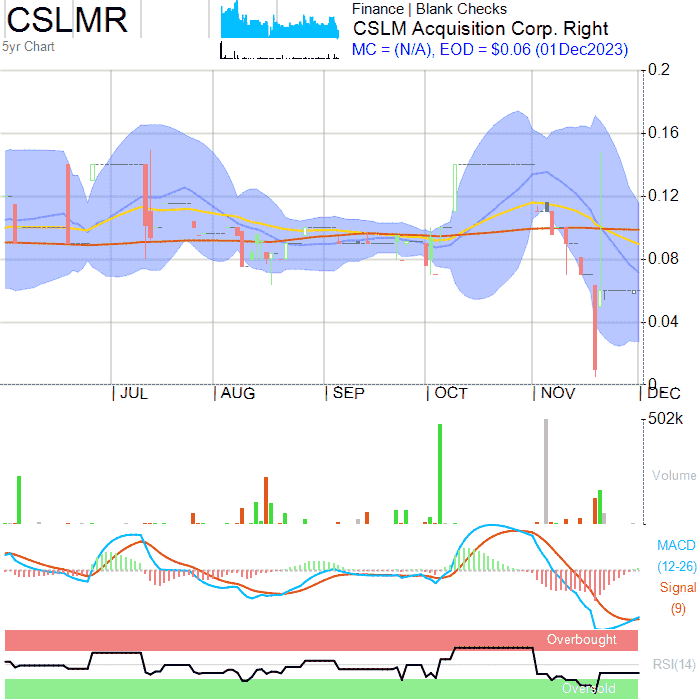 CSLMR
5yr Chart
Finance | Blank Checks
CSLM Acquisition Corp. Right
MC = (N/A), EOD = $0.06 (01Dec2023)
0.2
0.16
0.12
0.08
0.04
0
JUL AUG SEP OCT NOV DEC
502k
Volume
MACD
(12-26)
Signal
(9)
Overbought
RSI(14)
Oversold